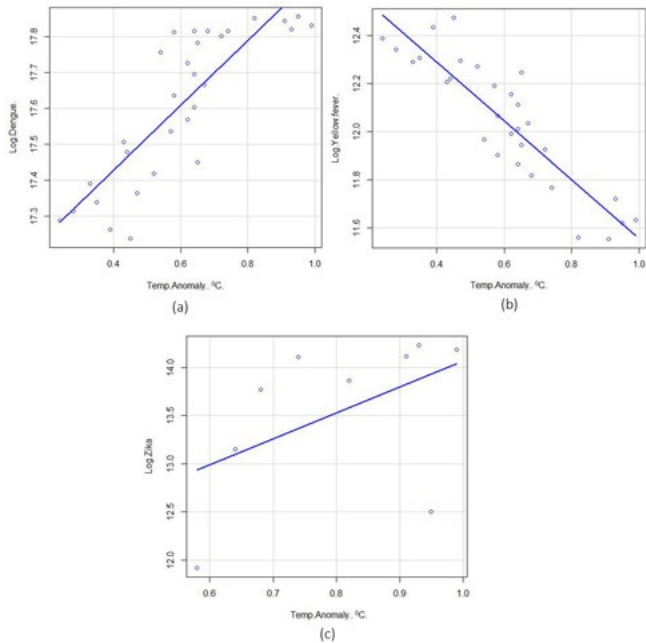 Log.Dengue.
17.8
17.7
17.6
17.5
17.4
17.3
0.4 0.6 0.8 1.0
Temp.Anomaly.. ⁰C.
(a)
Log.Yellow.fever.
12.4
12.2
12.0
11.8
11.6
0.4 0.6 0.8 1.0
Temp.Anomaly.. ⁰C.
(b)
Log.Zika
14.0
13.5
13.0
12.5
12.0
0.6 0.7 0.8 0.9 1.0
Temp.Anomaly.. ⁰C.
(c)